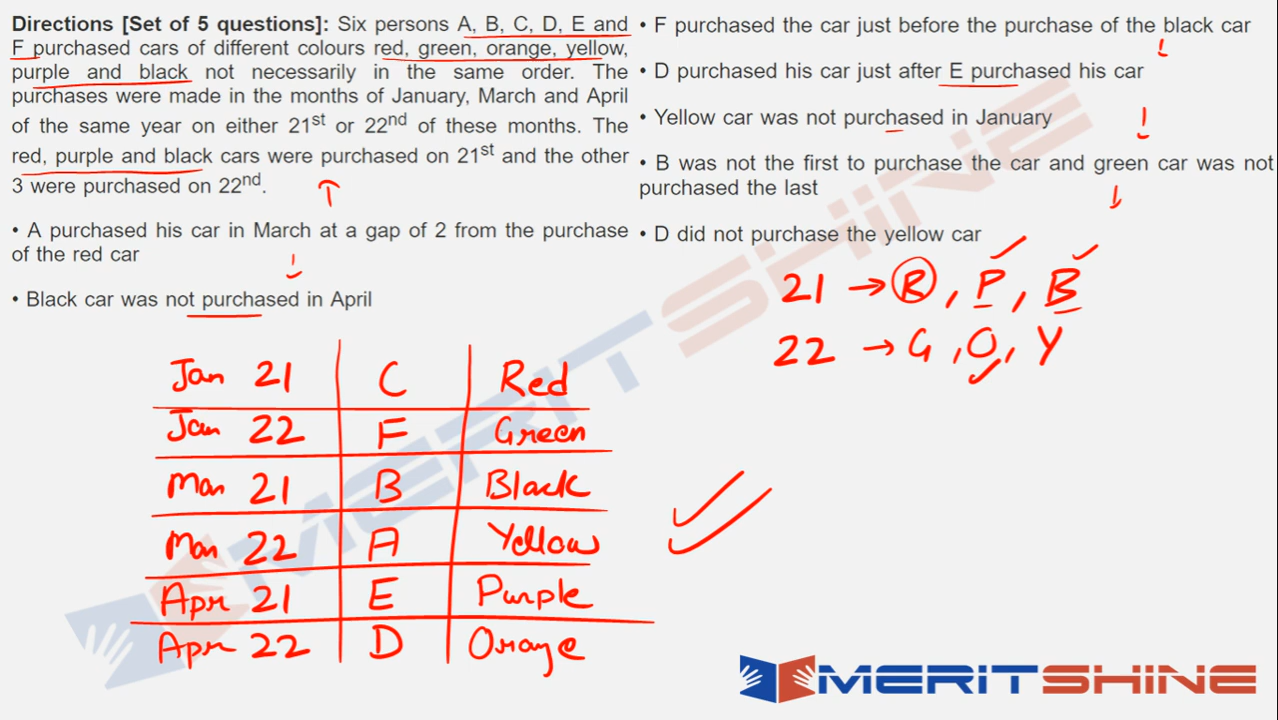 Directions [Set of 5 questions]: Six persons A, B, C, D, E and
F purchased cars of different colours red, green, orange, yellow,
purple and black not necessarily in the same order. The
purchases were made in the months of January, March and April
of the same year on either 21st or 22nd of these months. The
red, purple and black cars were purchased on 21st and the other
3 were purchased on 22nd.
• A purchased his car in March at a gap of 2 from the purchase
of the red car
• Black car was not purchased in April
• F purchased the car just before the purchase of the black car
• D purchased his car just after E purchased his car
• Yellow car was not purchased in January
• B was not the first to purchase the car and green car was not
purchased the last
• D did not purchase the yellow car
21 → R, P, B
22 → G, O, Y
Jan 21 C Red
Jan 22 F Green
Mar 21 B Black
Mar 22 A Yellow
Apr 21 E Purple
Apr 22 D Orange
MERITSHINE
MERITSHINE